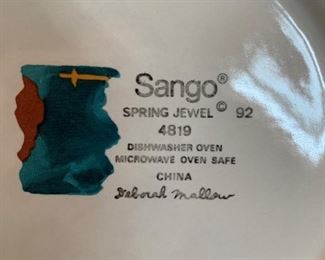 Sango®
SPRING JEWEL © 92
4819
DISHWASHER OVEN
MICROWAVE OVEN SAFE
CHINA
Deborah Mallow